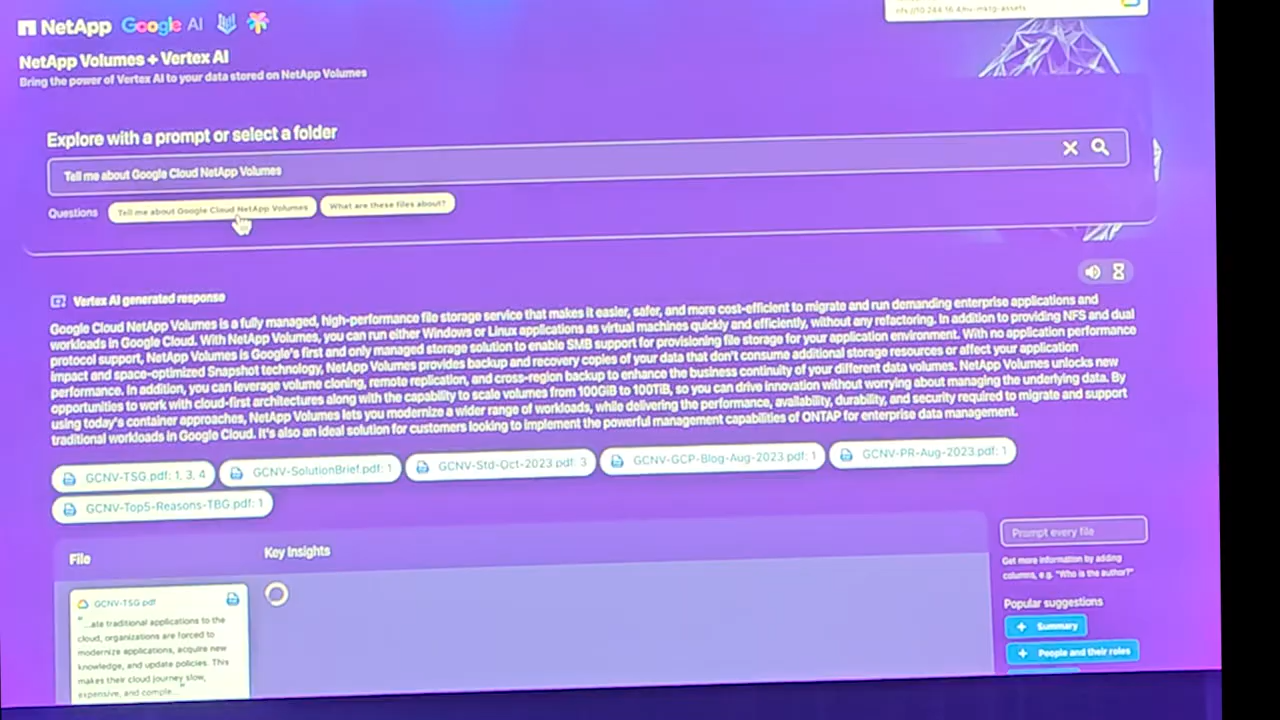 nfs://10.244.16.4/nv-mktg-assets
NetApp Google AI
NetApp Volumes + Vertex AI
Bring the power of Vertex AI to your data stored on NetApp Volumes
Explore with a prompt or select a folder
Tell me about Google Cloud NetApp Volumes
Questions Tell me about Google Cloud NetApp Volumes What are these files about?
Vertex AI generated response
Google Cloud NetApp Volumes is a fully managed, high-performance file storage service that makes it easier, safer, and more cost-efficient to migrate and run demanding enterprise applications and
workloads in Google Cloud. With NetApp Volumes, you can run either Windows or Linux applications as virtual machines quickly and efficiently, without any refactoring. In addition to providing NFS and dual
protocol support, NetApp Volumes is Google's first and only managed storage solution to enable SMB support for provisioning file storage for your application environment. With no application performance
impact and space-optimized Snapshot technology, NetApp Volumes provides backup and recovery copies of your data that don't consume additional storage resources or affect your application
performance. In addition, you can leverage volume cloning, remote replication, and cross-region backup to enhance the business continuity of your different data volumes. NetApp Volumes unlocks new
opportunities to work with cloud-first architectures along with the capability to scale volumes from 100GiB to 100TiB, so you can drive innovation without worrying about managing the underlying data. By
using today's container approaches, NetApp Volumes lets you modernize a wider range of workloads, while delivering the performance, availability, durability, and security required to migrate and support
traditional workloads in Google Cloud. It's also an ideal solution for customers looking to implement the powerful management capabilities of ONTAP for enterprise data management.
GCNV-TSG.pdf: 1, 3, 4 GCNV-SolutionBrief.pdf: 1 GCNV-Std-Oct-2023.pdf: 3 GCNV-GCP-Blog-Aug-2023.pdf: 1 GCNV-PR-Aug-2023.pdf: 1
GCNV-Top5-Reasons-TBG.pdf: 1
File Key Insights
Prompt every file
Get more information by adding
columns, e.g. "Who is the author?"
Popular suggestions
+ Summary
+ People and their roles
GCNV-TSG.pdf
"...ate traditional applications to the
cloud, organizations are forced to
modernize applications, acquire new
knowledge, and update policies. This
makes their cloud journey slow,
expensive, and comple..."